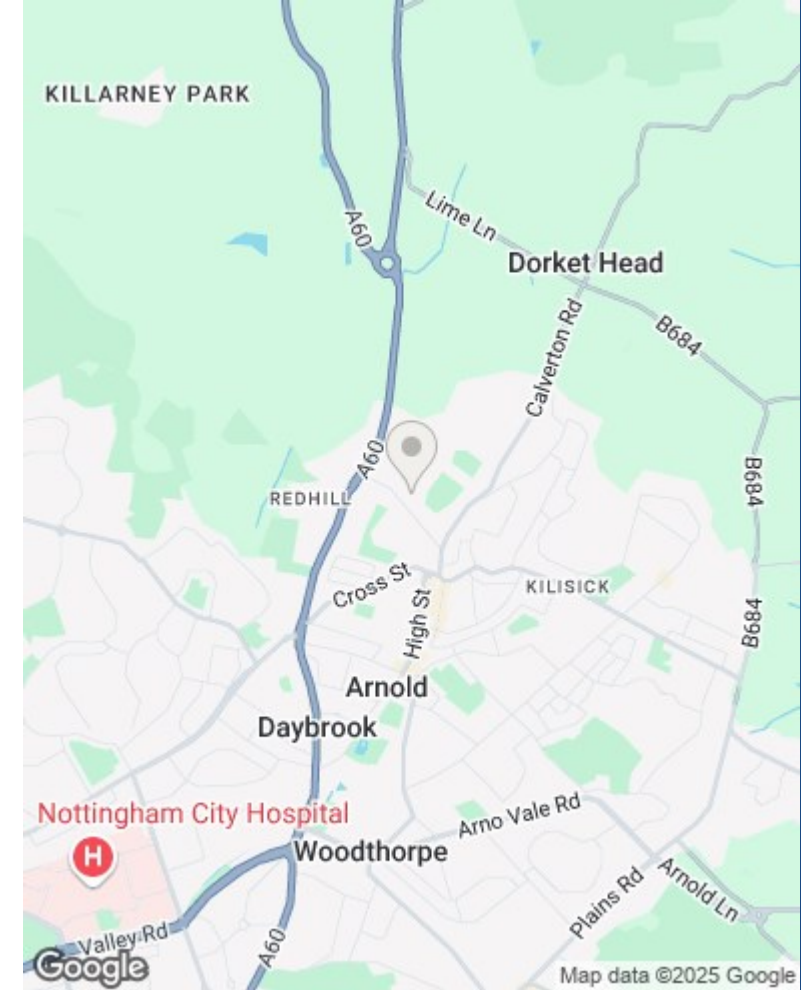 KILLARNEY PARK
A60
Lime Ln
Dorket Head
B684
Calverton Rd
A60
B684
REDHILL
Cross St
KILISICK
High St
B684
Arnold
Daybrook
Nottingham City Hospital
H
Arno Vale Rd
Woodthorpe
Plains Rd
Arnold Ln
Valley Rd
A60
Google
Map data ©2025 Google